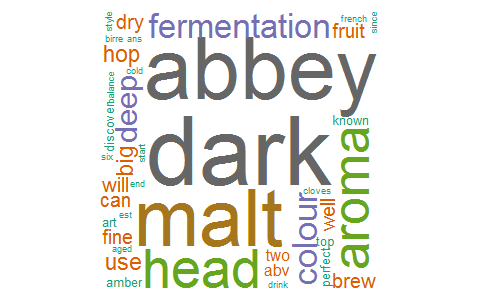 style
french
since
dry
fermentation
fruit
birre ans
hop
abbey
cold
deep
balance
discover
known
dark
six
big
start
aroma
end
will
cloves
can
malt
colour
well
est
art
fine
top
aged
two
perfect
use
head
abv
brew
amber
drink